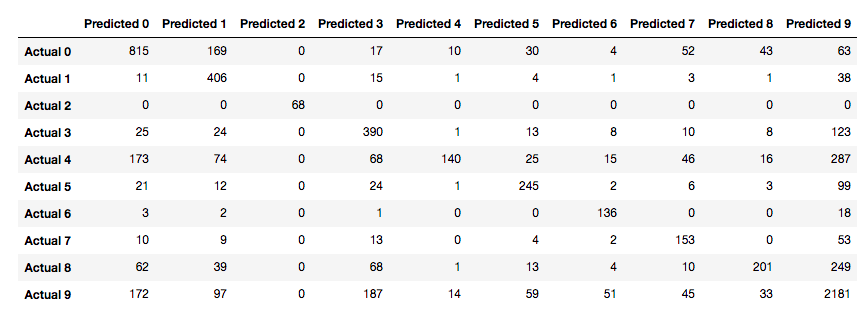 Predicted 0 Predicted 1 Predicted 2 Predicted 3 Predicted 4 Predicted 5 Predicted 6 Predicted 7 Predicted 8 Predicted 9
Actual 0 815 169 0 17 10 30 4 52 43 63
Actual 1 11 406 0 15 1 4 1 3 1 38
Actual 2 0 0 68 0 0 0 0 0 0 0
Actual 3 25 24 0 390 1 13 8 10 8 123
Actual 4 173 74 0 68 140 25 15 46 16 287
Actual 5 21 12 0 24 1 245 2 6 3 99
Actual 6 3 2 0 1 0 0 136 0 0 18
Actual 7 10 9 0 13 0 4 2 153 0 53
Actual 8 62 39 0 68 1 13 4 10 201 249
Actual 9 172 97 0 187 14 59 51 45 33 2181